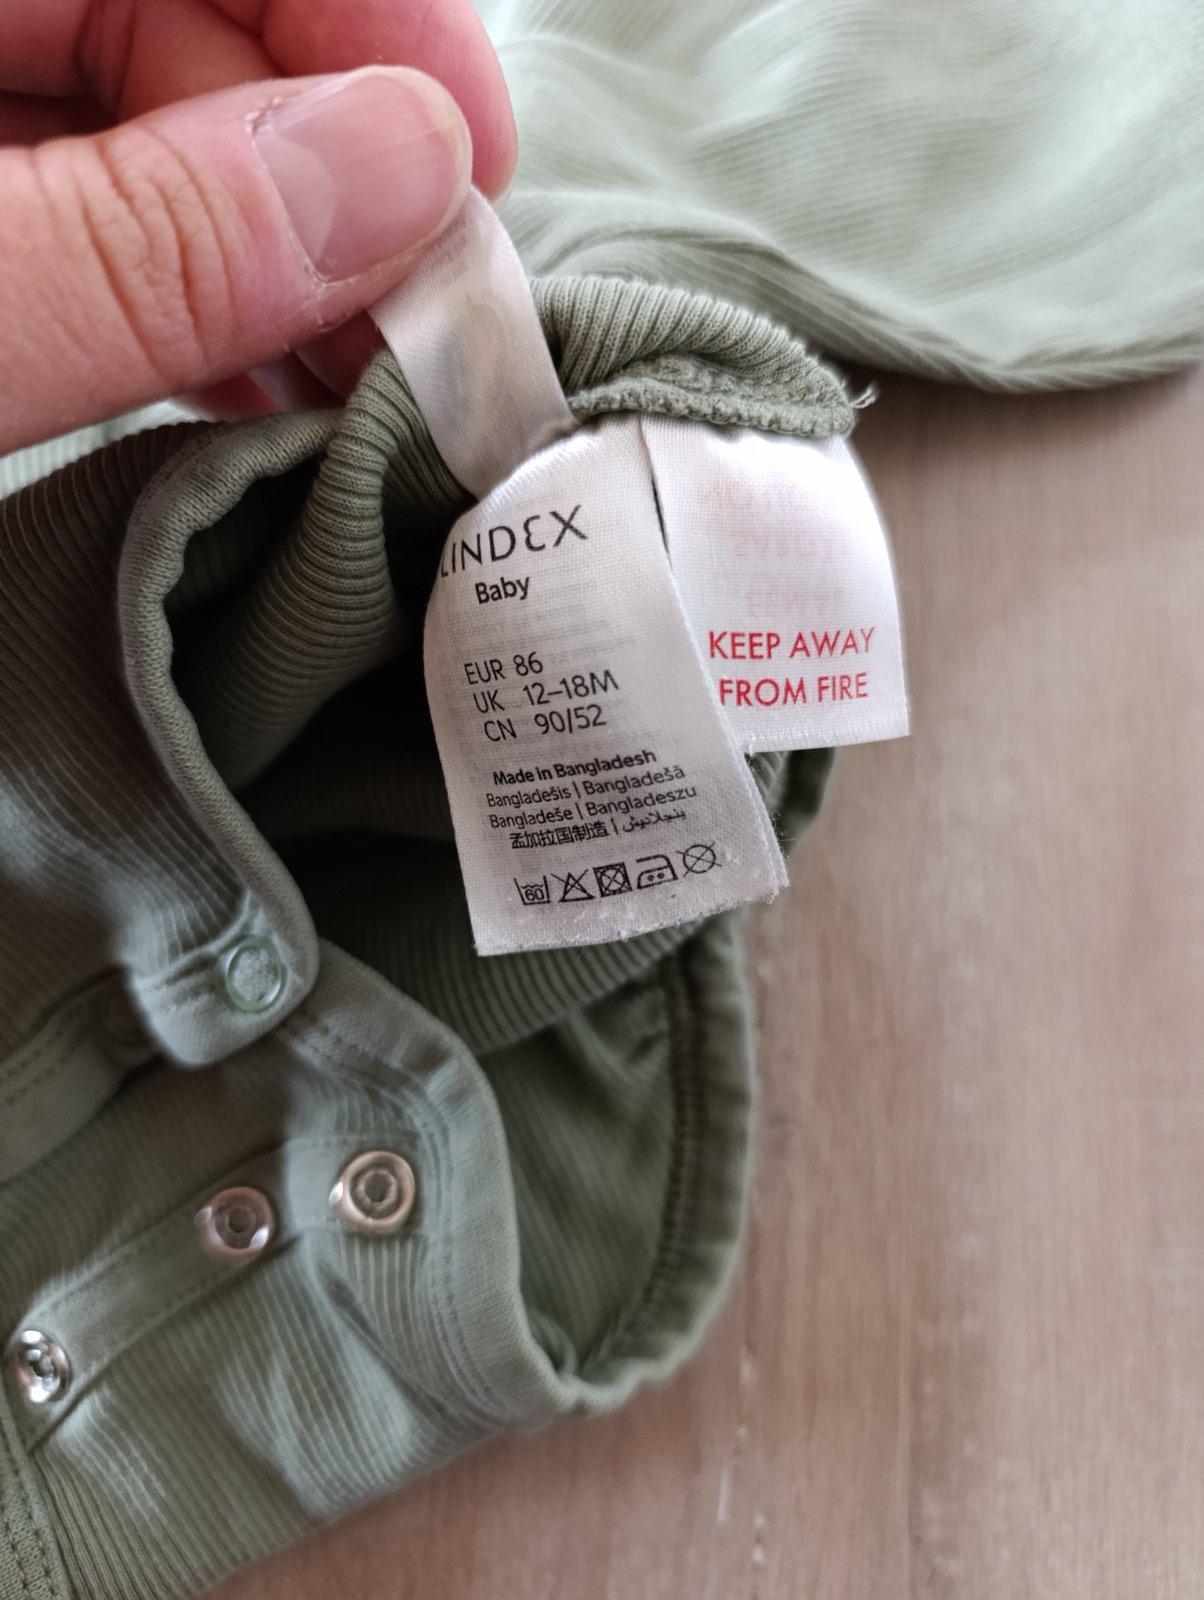 LINDEX
Baby
EUR 86
UK 12–18M
CN 90/52
Made in Bangladesh
Bangladešis | Bangladešā
Bangladeše | Bangladeszu
孟加拉国制造 | بنجلاديش
60
KEEP AWAY
FROM FIRE